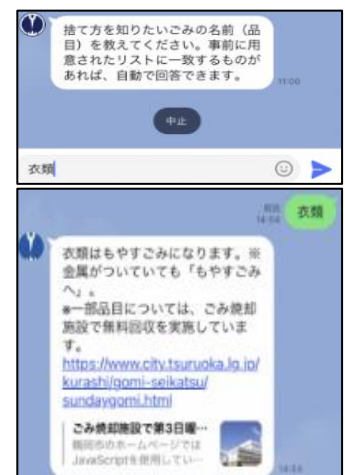 捨て方を知りたいごみの名前（品
目）を教えてください。事前に用
意されたリストに一致するものが
あれば、自動で回答できます。
11:00
中止
衣類
既読
衣類
衣類はもやすごみになります。※
金属がついていても「もやすごみ
へ」。
※一部品目については、ごみ焼却
施設で無料回収を実施していま
す。
https://www.city.tsuruoka.lg.jp/
kurashi/gomi-seikatsu/
sundaygomi.html
ごみ焼却施設で第3日曜…
鶴岡市のホームページでは
JavaScriptを使用してい…